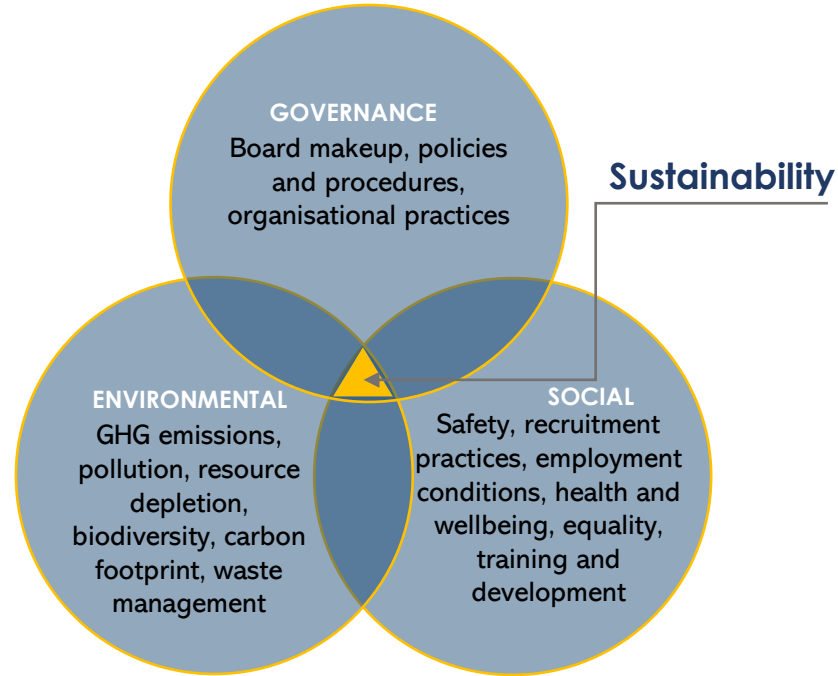 GOVERNANCE
Board makeup, policies
and procedures,
organisational practices
Sustainability
ENVIRONMENTAL
GHG emissions,
pollution, resource
depletion,
biodiversity, carbon
footprint, waste
management
SOCIAL
Safety, recruitment
practices, employment
conditions, health and
wellbeing, equality,
training and
development